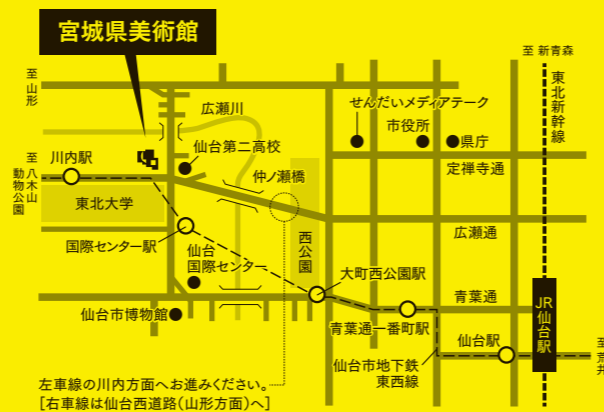 宮城県美術館
至 新青森
至 山形
広瀬川
せんだいメディアテーク
東北新幹線
市役所
県庁
仙台第二高校
定禅寺通
至 八木山
動物公園
川内駅
仲ノ瀬橋
東北大学
西公園
広瀬通
国際センター駅
仙台
国際センター
大町西公園駅
青葉通
仙台市博物館
青葉通一番町駅
JR仙台駅
仙台駅
仙台市地下鉄
東西線
至 荒井
左車線の川内方面へお進みください。
[右車線は仙台西道路(山形方面)へ]